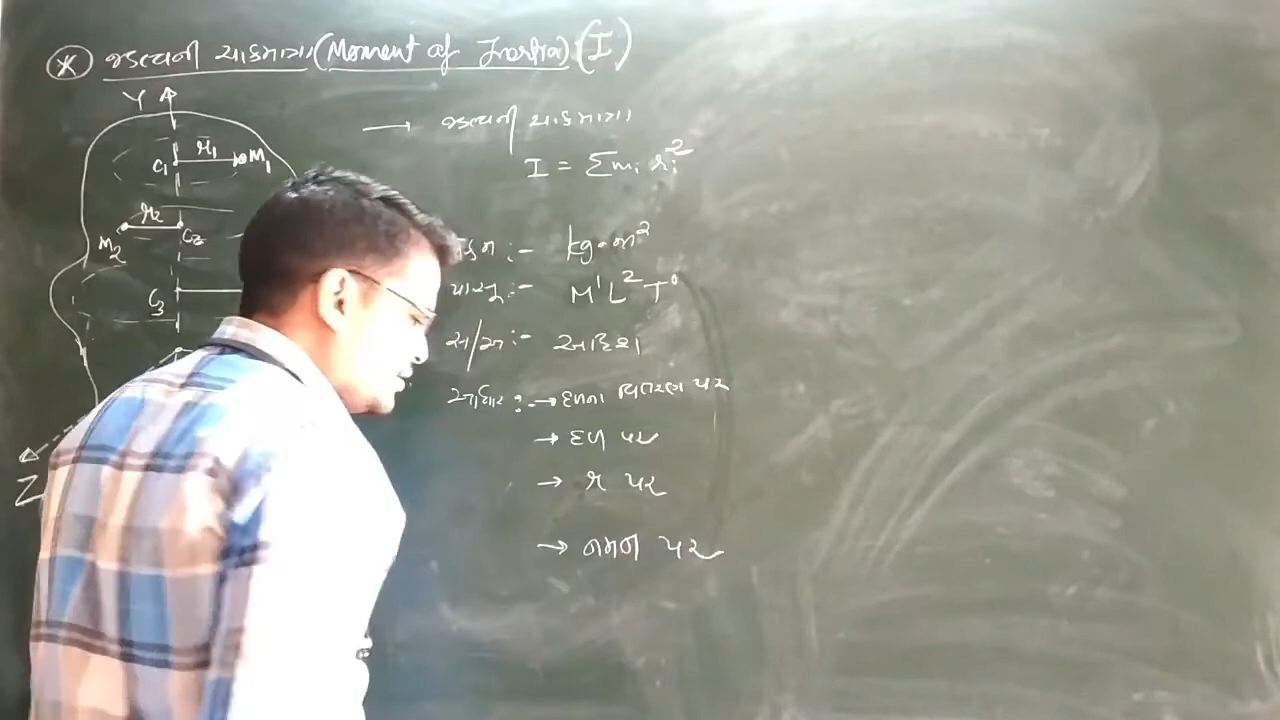 * જડત્વની ચાકમાત્રા (Moment of Inertia) (I)
Y
C1 r1 M1
r2
M2 C2
C3
Z
→ જડત્વની ચાકમાત્રા
I = Σmi ri²
:- kg·m²
:- M¹L²T⁰
સ/અ :- અદિશ
આધાર :- → દળના વિતરણ પર
→ દળ પર
→ r પર
→ નમન પર